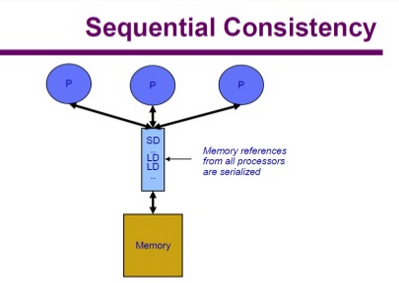 Sequential Consistency
P
P
P
SD
..
LD
LD
..
Memory references
from all processors
are serialized
Memory